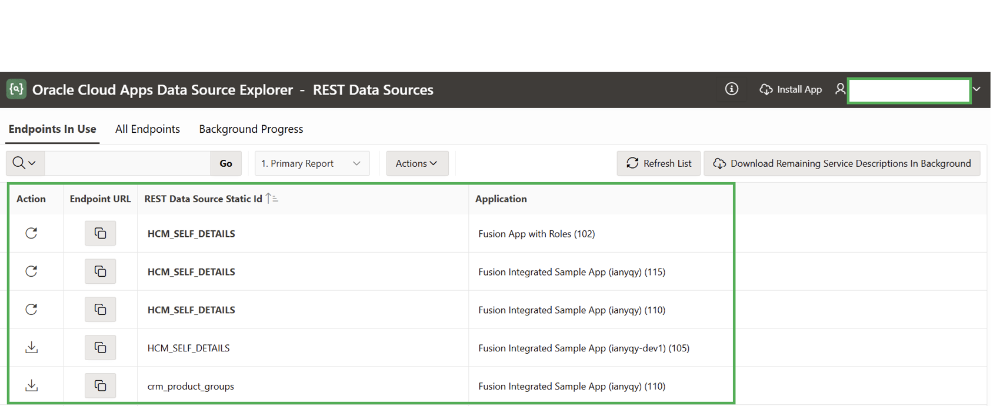 Oracle Cloud Apps Data Source Explorer - REST Data Sources
Install App
Endpoints In Use All Endpoints Background Progress
Go 1. Primary Report Actions Refresh List Download Remaining Service Descriptions In Background
Action Endpoint URL REST Data Source Static Id Application
HCM_SELF_DETAILS Fusion App with Roles (102)
HCM_SELF_DETAILS Fusion Integrated Sample App (ianyqy) (115)
HCM_SELF_DETAILS Fusion Integrated Sample App (ianyqy) (110)
HCM_SELF_DETAILS Fusion Integrated Sample App (ianyqy-dev1) (105)
crm_product_groups Fusion Integrated Sample App (ianyqy) (110)